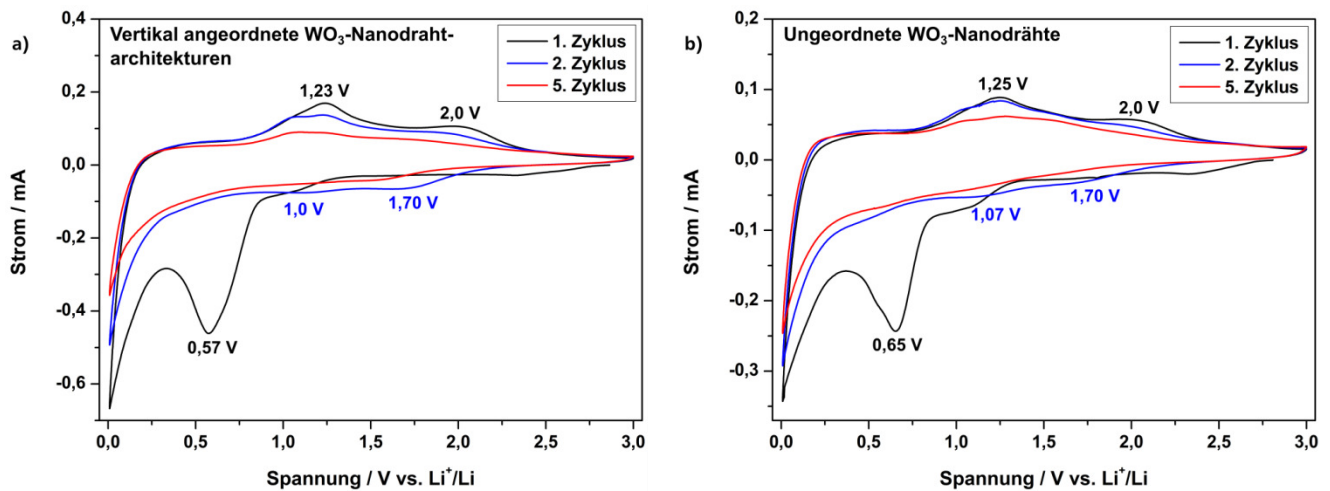 a)
Vertikal angeordnete WO₃-Nanodraht-
architekturen
1. Zyklus
2. Zyklus
5. Zyklus
1,23 V
2,0 V
1,0 V
1,70 V
0,57 V
0,4
0,2
0,0
-0,2
-0,4
-0,6
Strom / mA
0,0
0,5
1,0
1,5
2,0
2,5
3,0
Spannung / V vs. Li⁺/Li
b)
Ungeordnete WO₃-Nanodrähte
1. Zyklus
2. Zyklus
5. Zyklus
1,25 V
2,0 V
1,07 V
1,70 V
0,65 V
0,2
0,1
0,0
-0,1
-0,2
-0,3
Strom / mA
0,0
0,5
1,0
1,5
2,0
2,5
3,0
Spannung / V vs. Li⁺/Li